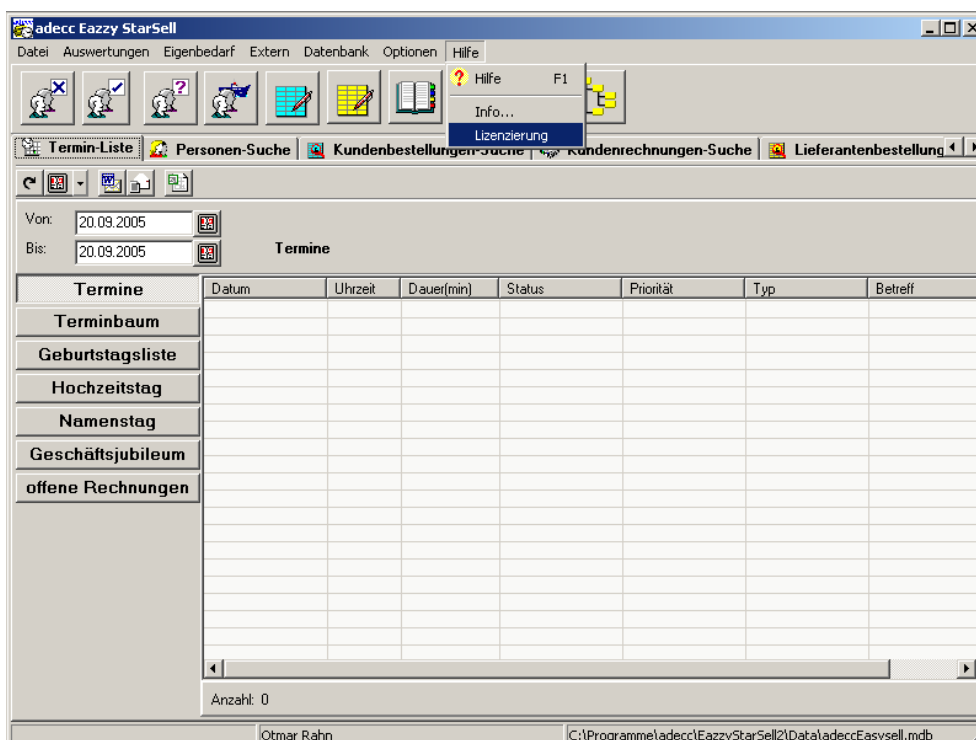 adecc Eazzy StarSell
Datei Auswertungen Eigenbedarf Extern Datenbank Optionen Hilfe
Hilfe F1
Info...
Lizenzierung
Termin-Liste Personen-Suche Kundenbestellungen-Suche Kundenrechnungen-Suche Lieferantenbestellung
Von: 20.09.2005
Bis: 20.09.2005 Termine
Termine Datum Uhrzeit Dauer(min) Status Priorität Typ Betreff
Terminbaum
Geburtstagsliste
Hochzeitstag
Namenstag
Geschäftsjubileum
offene Rechnungen
Anzahl: 0
Otmar Rahn C:\Programme\adecc\EazzyStarSell2\Data\adeccEasysell.mdb